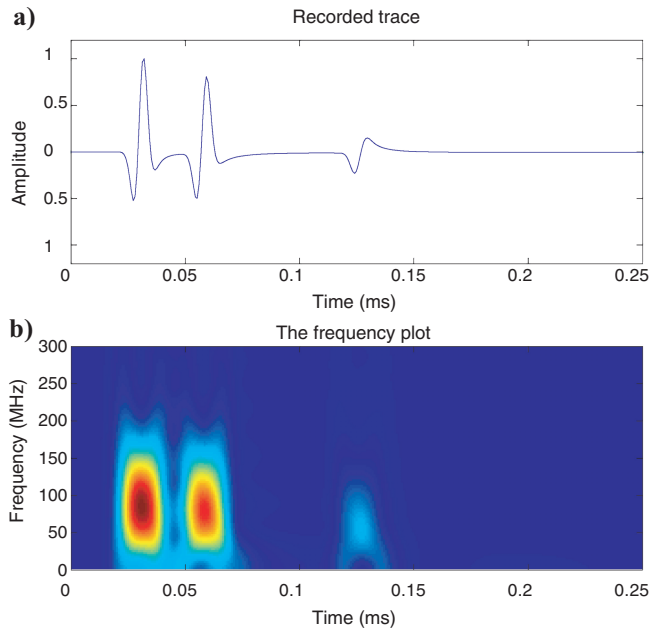 a)
Recorded trace
1
0.5
0
0.5
1
Amplitude
0 0.05 0.1 0.15 0.2 0.25
Time (ms)
b)
The frequency plot
300
250
200
150
100
50
0
Frequency (MHz)
0 0.05 0.1 0.15 0.2 0.25
Time (ms)